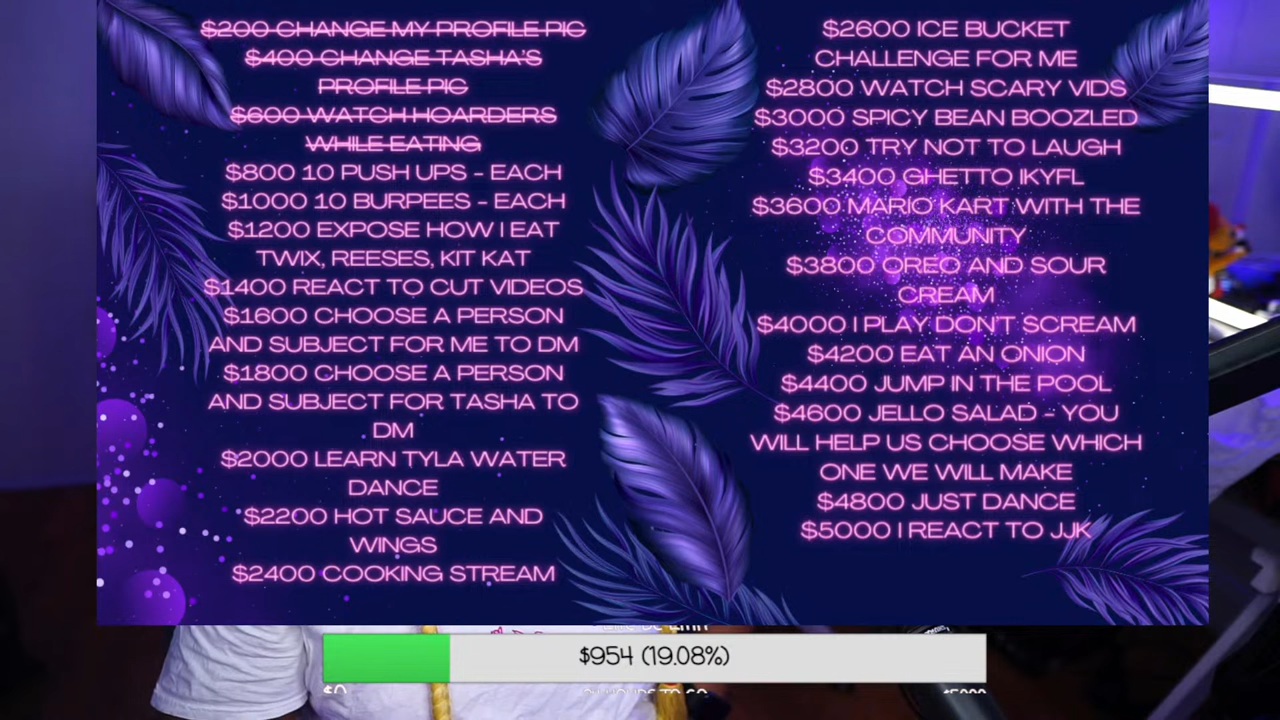 $200 CHANGE MY PROFILE PIC
$400 CHANGE TASHA'S
PROFILE PIC
$600 WATCH HOARDERS
WHILE EATING
$800 10 PUSH UPS - EACH
$1000 10 BURPEES - EACH
$1200 EXPOSE HOW I EAT
TWIX, REESES, KIT KAT
$1400 REACT TO CUT VIDEOS
$1600 CHOOSE A PERSON
AND SUBJECT FOR ME TO DM
$1800 CHOOSE A PERSON
AND SUBJECT FOR TASHA TO
DM
$2000 LEARN TYLA WATER
DANCE
$2200 HOT SAUCE AND
WINGS
$2400 COOKING STREAM
$2600 ICE BUCKET
CHALLENGE FOR ME
$2800 WATCH SCARY VIDS
$3000 SPICY BEAN BOOZLED
$3200 TRY NOT TO LAUGH
$3400 GHETTO IKYFL
$3600 MARIO KART WITH THE
COMMUNITY
$3800 OREO AND SOUR
CREAM
$4000 I PLAY DON'T SCREAM
$4200 EAT AN ONION
$4400 JUMP IN THE POOL
$4600 JELLO SALAD - YOU
WILL HELP US CHOOSE WHICH
ONE WE WILL MAKE
$4800 JUST DANCE
$5000 I REACT TO JJK
$954 (19.08%)